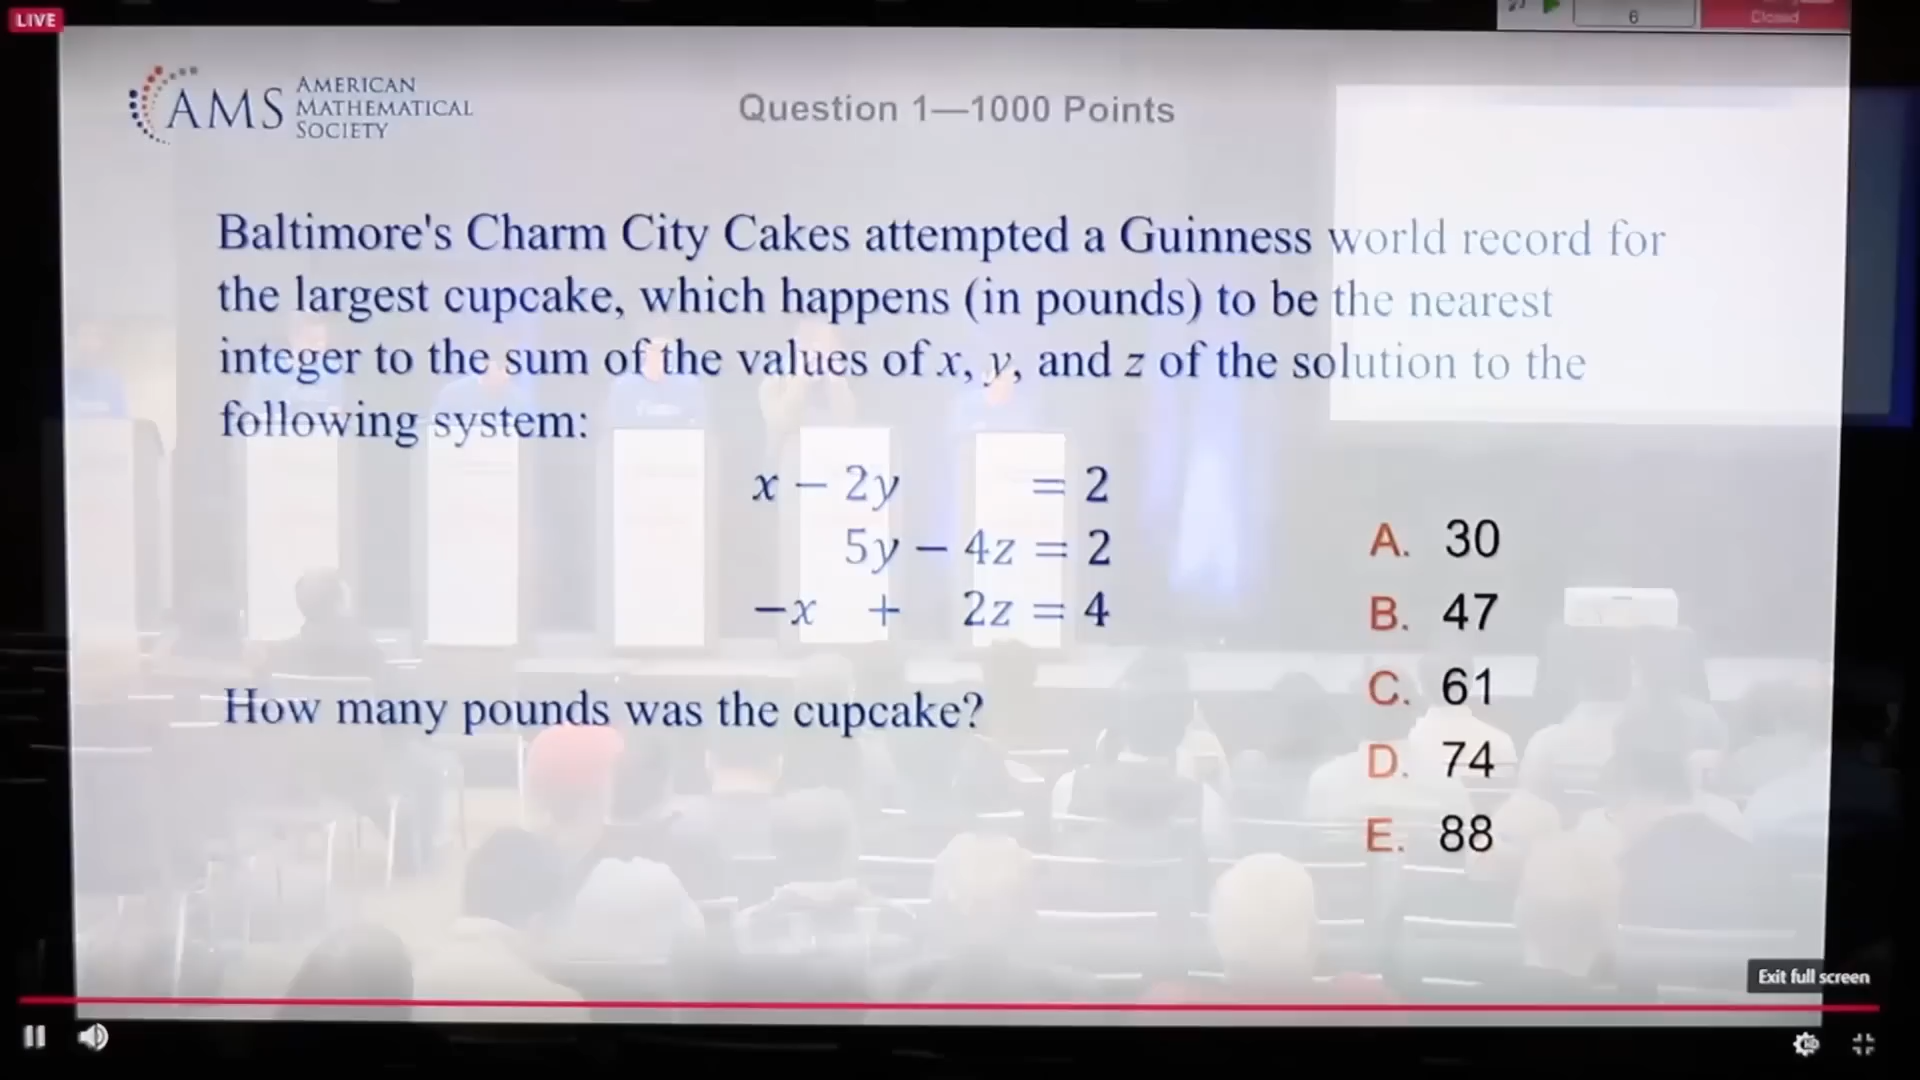 LIVE
6
Closed
AMS
AMERICAN
MATHEMATICAL
SOCIETY
Question 1—1000 Points
Baltimore's Charm City Cakes attempted a Guinness world record for
the largest cupcake, which happens (in pounds) to be the nearest
integer to the sum of the values of x, y, and z of the solution to the
following system:
x − 2y = 2
5y − 4z = 2
−x + 2z = 4
A. 30
B. 47
C. 61
D. 74
E. 88
How many pounds was the cupcake?
Exit full screen
HD